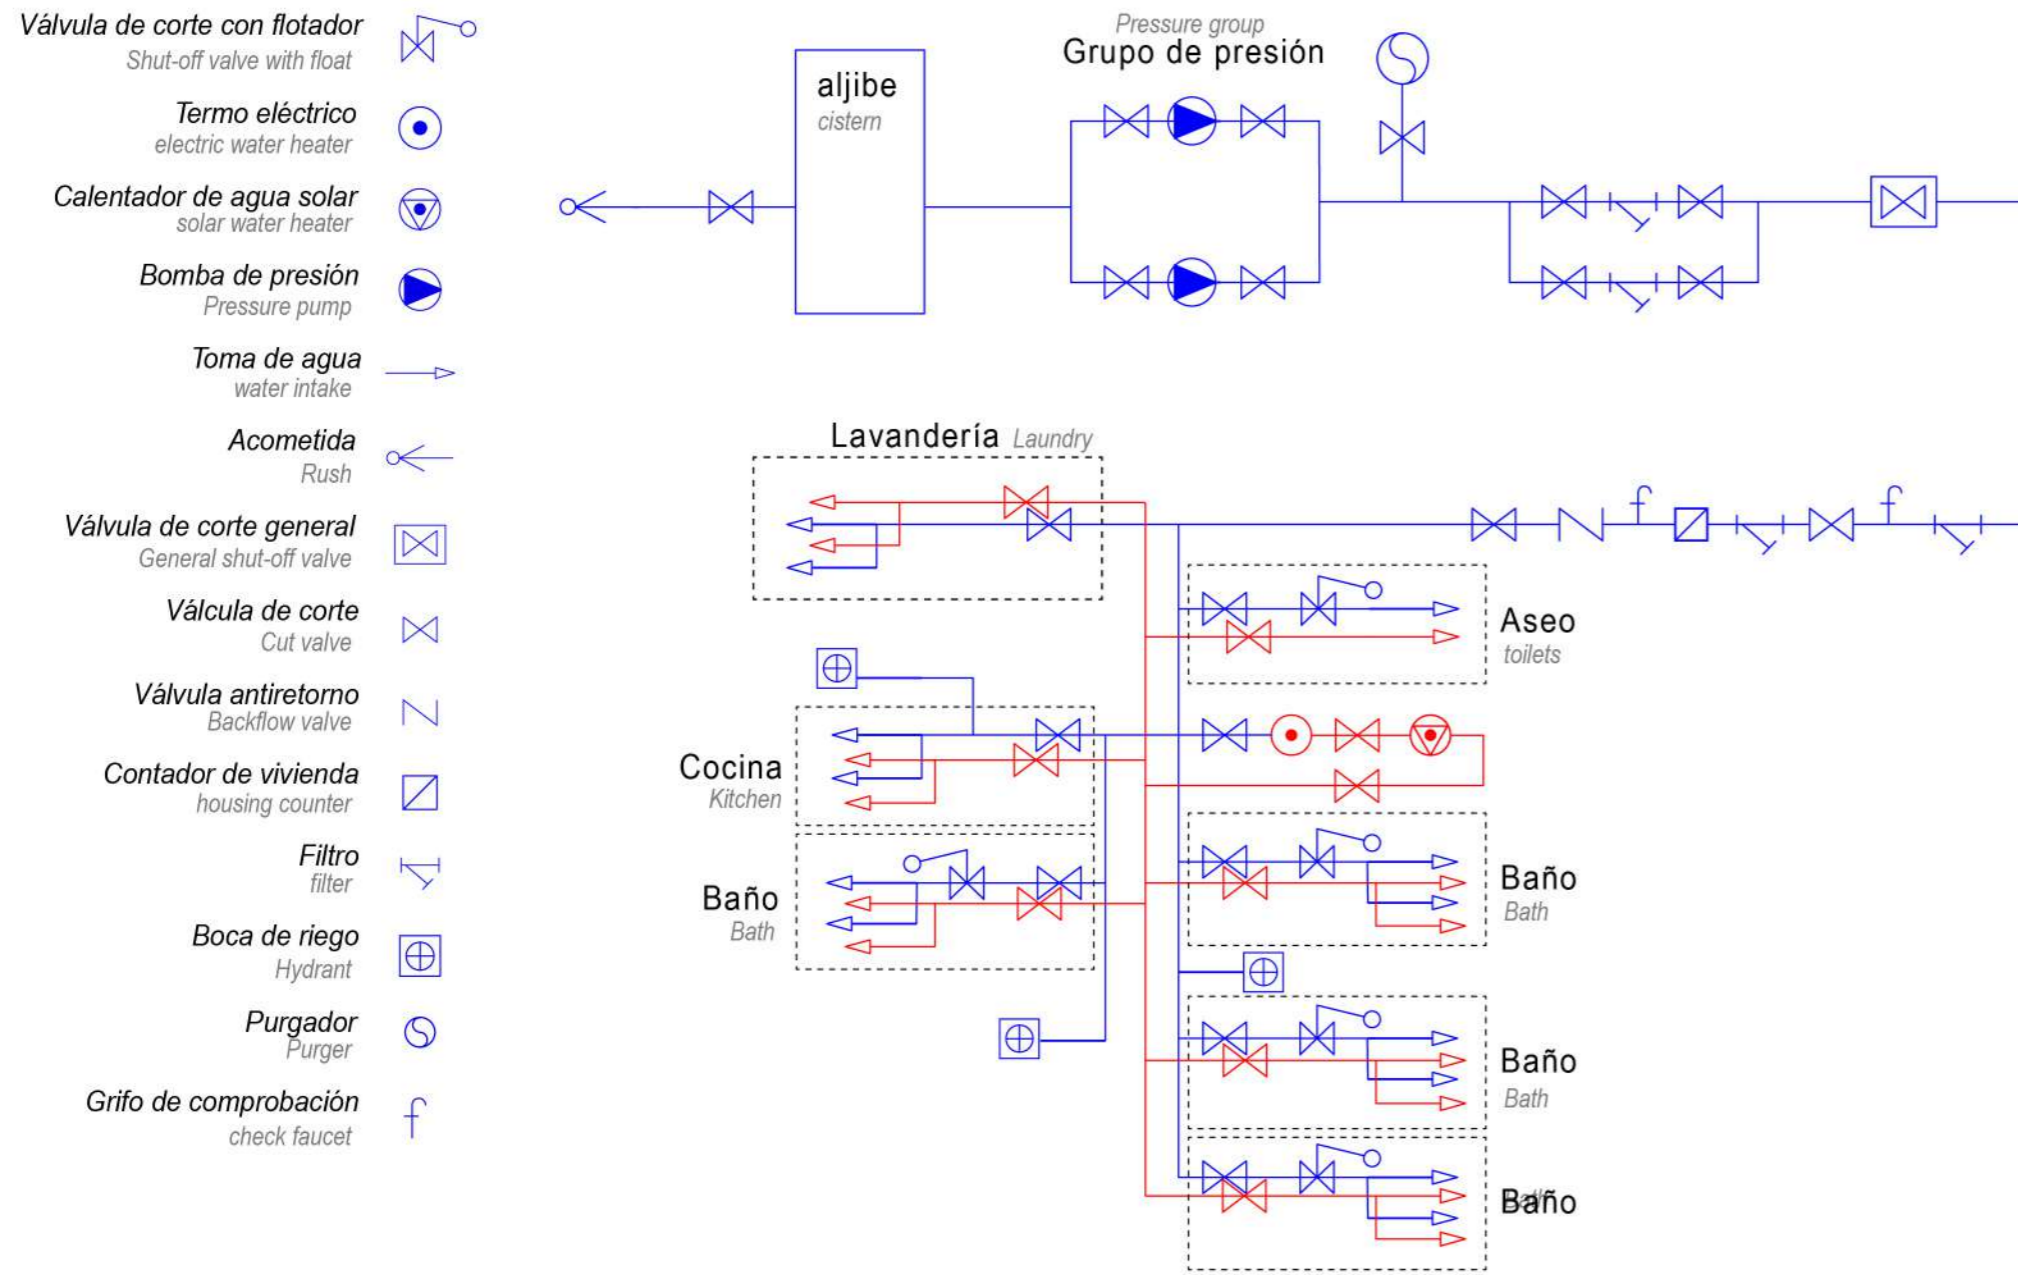 Válvula de corte con flotador
Shut-off valve with float
Termo eléctrico
electric water heater
Calentador de agua solar
solar water heater
Bomba de presión
Pressure pump
Toma de agua
water intake
Acometida
Rush
Válvula de corte general
General shut-off valve
Válcula de corte
Cut valve
Válvula antiretorno
Backflow valve
Contador de vivienda
housing counter
Filtro
filter
Boca de riego
Hydrant
Purgador
Purger
Grifo de comprobación
check faucet
aljibe
cistern
Pressure group
Grupo de presión
Lavandería Laundry
Aseo
toilets
Cocina
Kitchen
Baño
Bath
Baño
Bath
Baño
Bath
Baño
Bath